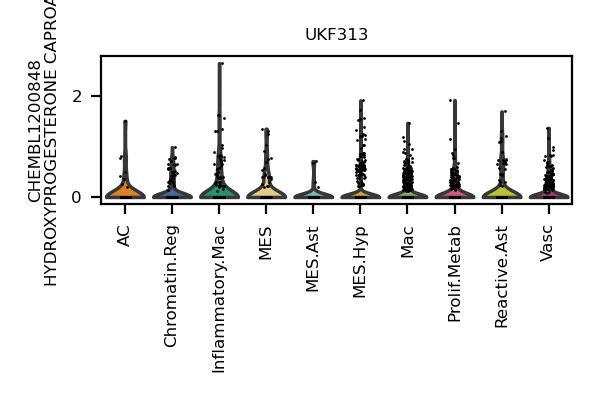 UKF313
CHEMBL1200848
HYDROXYPROGESTERONE CAPROA
2
0
AC
Chromatin.Reg
Inflammatory.Mac
MES
MES.Ast
MES.Hyp
Mac
Prolif.Metab
Reactive.Ast
Vasc